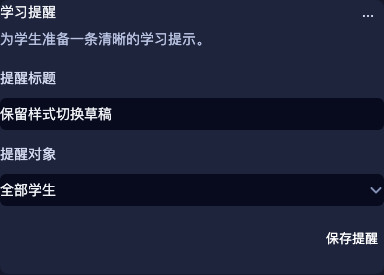 学习提醒
...
为学生准备一条清晰的学习提示。
提醒标题
保留样式切换草稿
提醒对象
全部学生
保存提醒